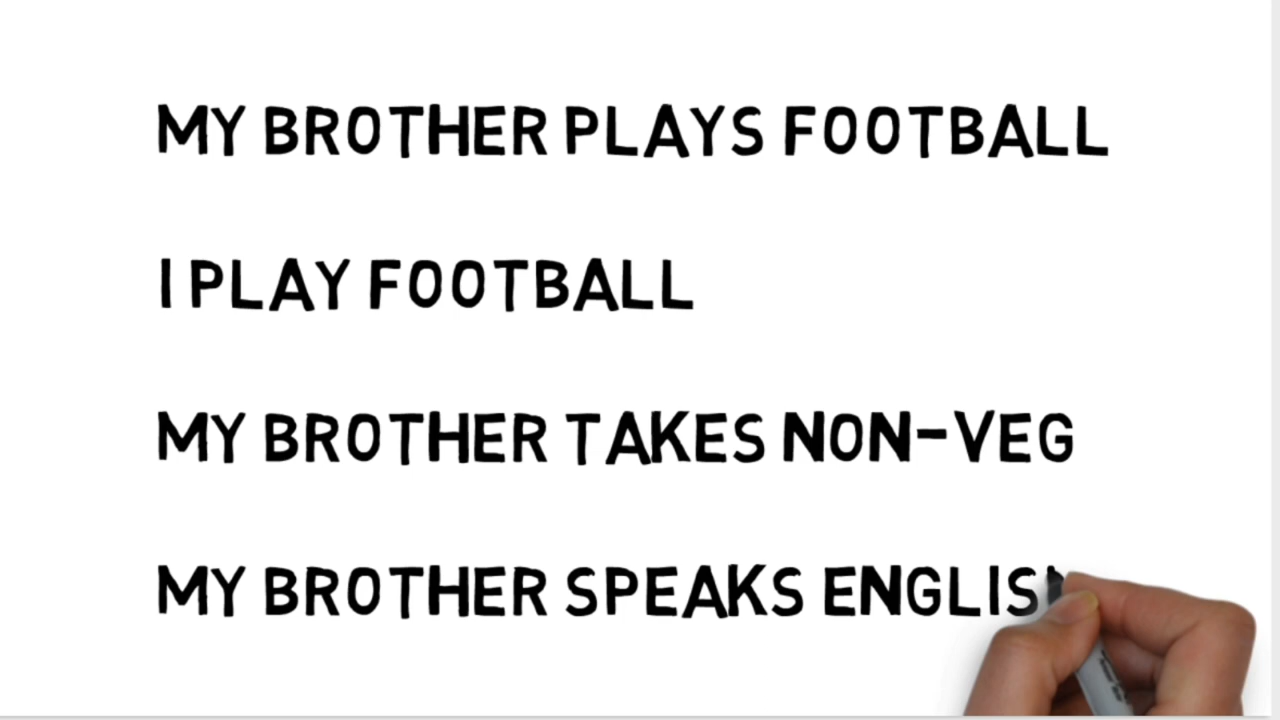 MY BROTHER PLAYS FOOTBALL
I PLAY FOOTBALL
MY BROTHER TAKES NON-VEG
MY BROTHER SPEAKS ENGLIS